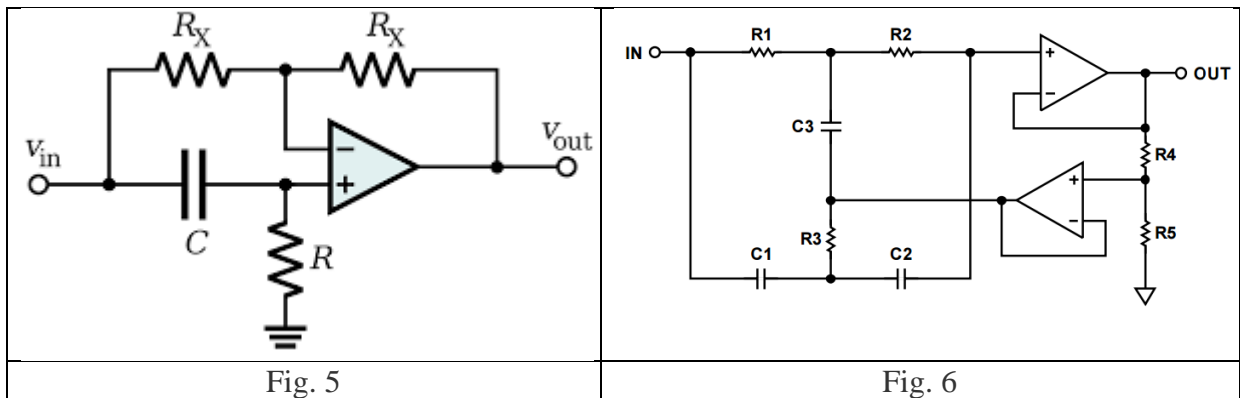 R_X R_X
v_in
v_out
−
+
C
R
Fig. 5
IN R1 R2
+
−
OUT
C3
R4
+
−
R3
R5
C1 C2
Fig. 6